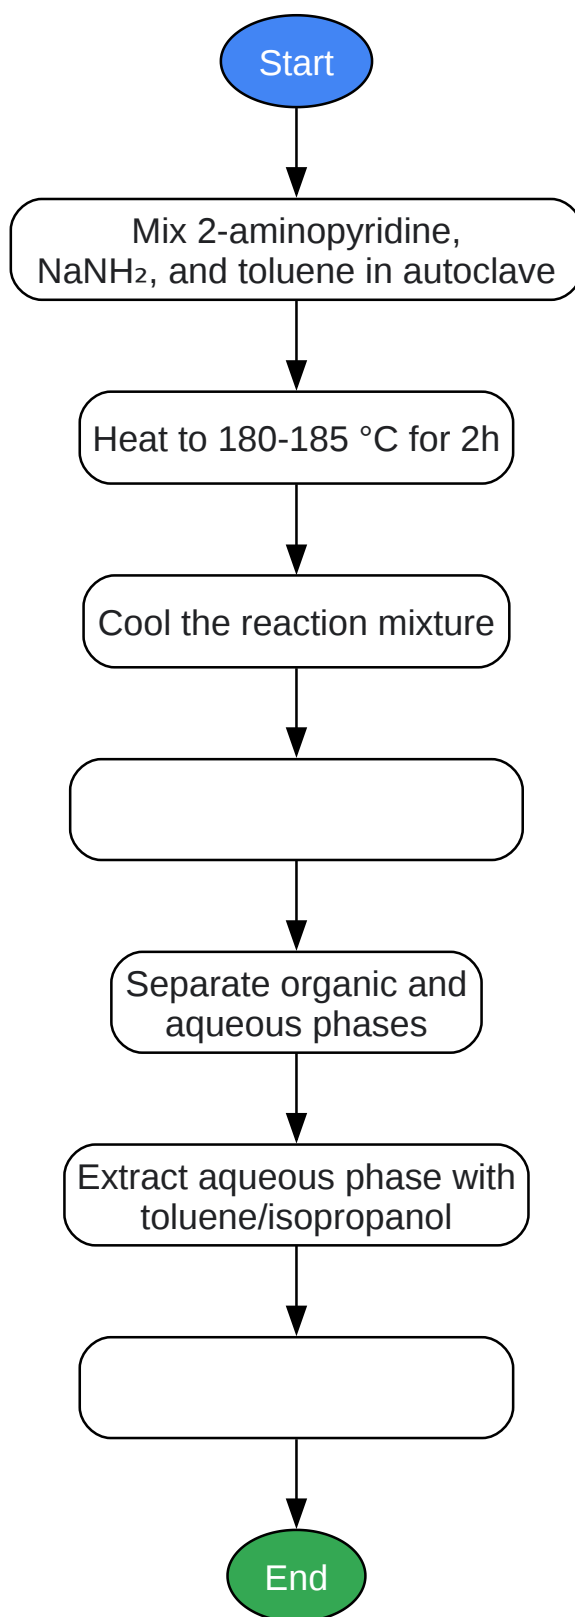 Start
Mix 2-aminopyridine,
NaNH₂, and toluene in autoclave
Heat to 180-185 °C for 2h
Cool the reaction mixture
Separate organic and
aqueous phases
Extract aqueous phase with
toluene/isopropanol
End